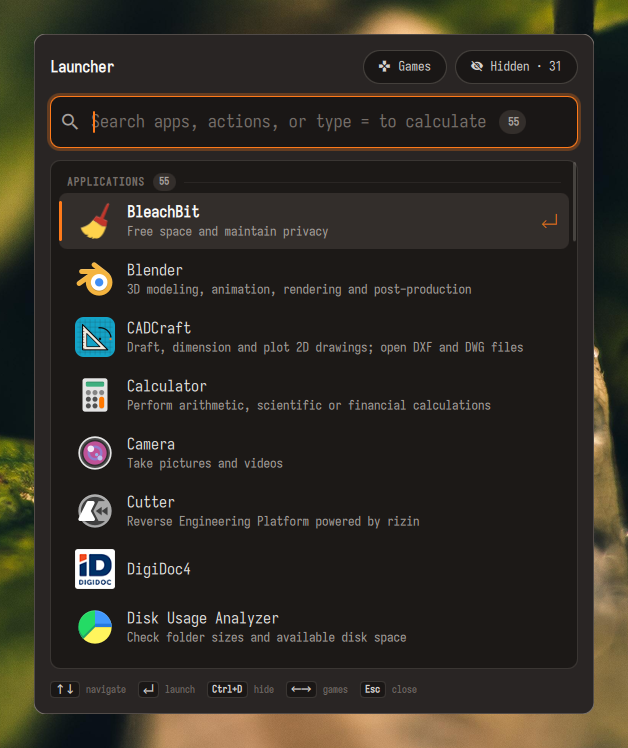 Launcher
Games
Hidden · 31
Search apps, actions, or type = to calculate 55
APPLICATIONS 55
BleachBit
Free space and maintain privacy
Blender
3D modeling, animation, rendering and post-production
CADCraft
Draft, dimension and plot 2D drawings; open DXF and DWG files
Calculator
Perform arithmetic, scientific or financial calculations
Camera
Take pictures and videos
Cutter
Reverse Engineering Platform powered by rizin
iD
DIGIDOC
DigiDoc4
Disk Usage Analyzer
Check folder sizes and available disk space
↑↓ navigate ↵ launch Ctrl+D hide ←→ games Esc close